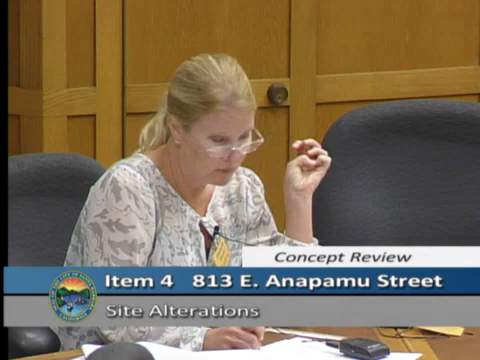 Concept Review
Item 4 813 E. Anapamu Street
Site Alterations